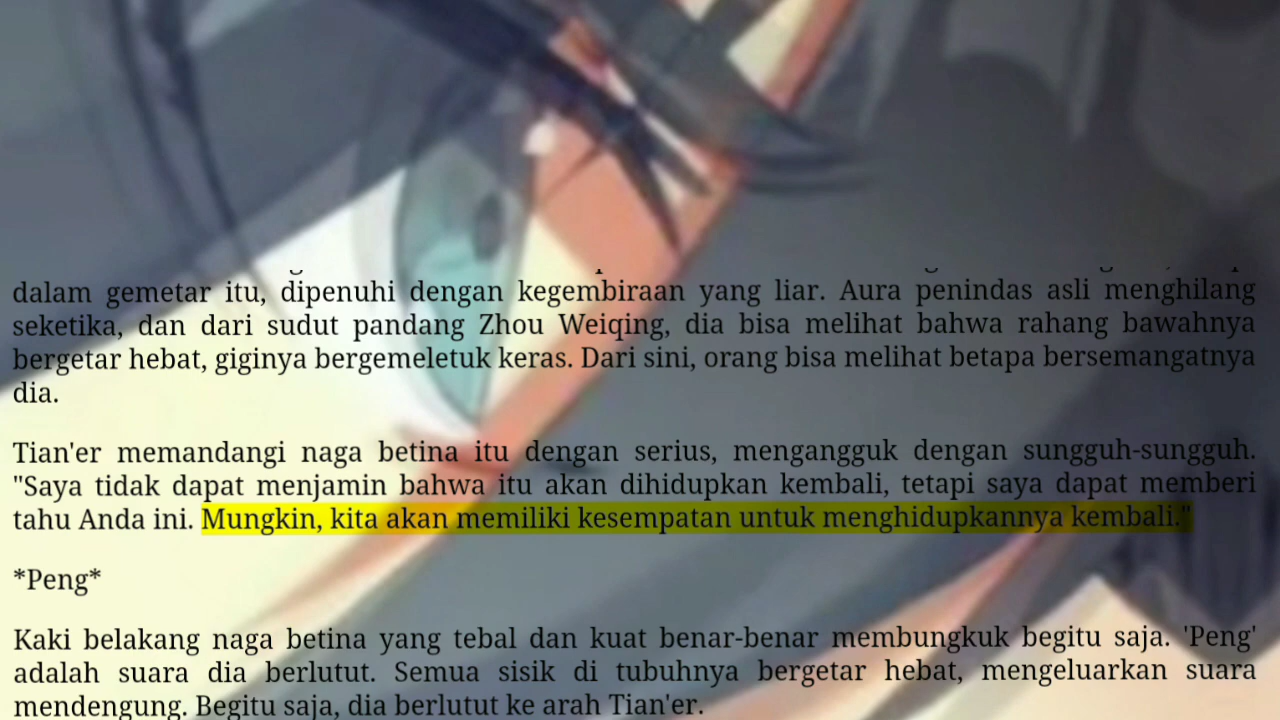 dalam gemetar itu, dipenuhi dengan kegembiraan yang liar. Aura penindas asli menghilang
seketika, dan dari sudut pandang Zhou Weiqing, dia bisa melihat bahwa rahang bawahnya
bergetar hebat, giginya bergemeletuk keras. Dari sini, orang bisa melihat betapa bersemangatnya
dia.
Tian'er memandangi naga betina itu dengan serius, mengangguk dengan sungguh-sungguh.
"Saya tidak dapat menjamin bahwa itu akan dihidupkan kembali, tetapi saya dapat memberi
tahu Anda ini. Mungkin, kita akan memiliki kesempatan untuk menghidupkannya kembali."
*Peng*
Kaki belakang naga betina yang tebal dan kuat benar-benar membungkuk begitu saja. 'Peng'
adalah suara dia berlutut. Semua sisik di tubuhnya bergetar hebat, mengeluarkan suara
mendengung. Begitu saja, dia berlutut ke arah Tian'er.